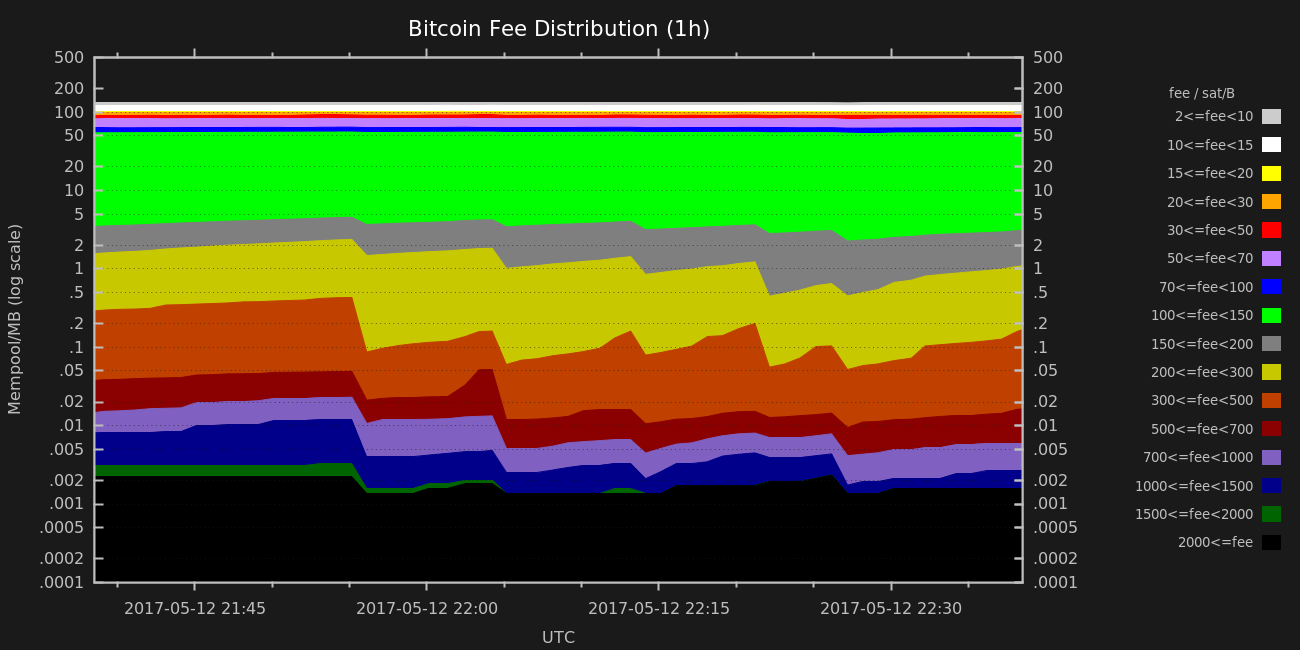 Bitcoin Fee Distribution (1h)
500
200
100
50
20
10
5
2
1
.5
.2
.1
.05
.02
.01
.005
.002
.001
.0005
.0002
.0001
Mempool/MB (log scale)
500
200
100
50
20
10
5
2
1
.5
.2
.1
.05
.02
.01
.005
.002
.001
.0005
.0002
.0001
2017-05-12 21:45
2017-05-12 22:00
2017-05-12 22:15
2017-05-12 22:30
UTC
fee / sat/B
2<=fee<10
10<=fee<15
15<=fee<20
20<=fee<30
30<=fee<50
50<=fee<70
70<=fee<100
100<=fee<150
150<=fee<200
200<=fee<300
300<=fee<500
500<=fee<700
700<=fee<1000
1000<=fee<1500
1500<=fee<2000
2000<=fee